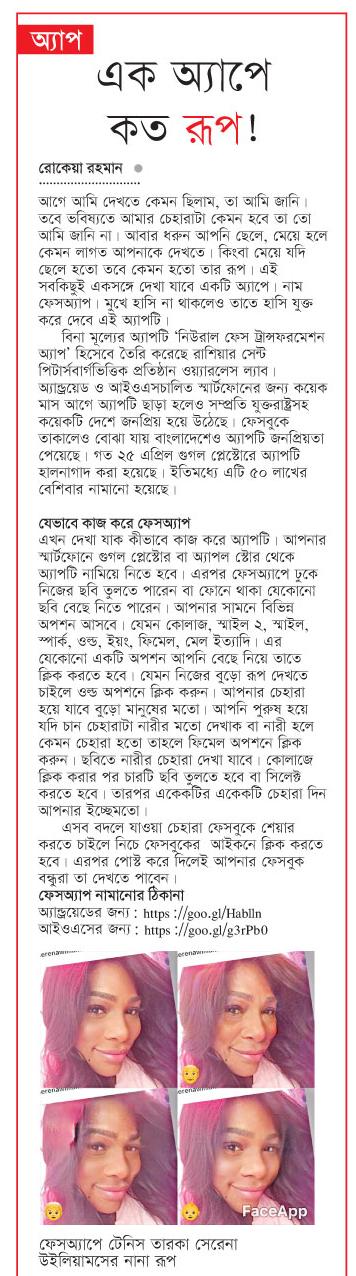 অ্যাপ
এক অ্যাপে
কত রূপ!
রোকেয়া রহমান ●
আগে আমি দেখতে কেমন ছিলাম, তা আমি জানি।
তবে ভবিষ্যতে আমার চেহারাটা কেমন হবে তা তো
আমি জানি না। আবার ধরুন আপনি ছেলে, মেয়ে হলে
কেমন লাগত আপনাকে দেখতে। কিংবা মেয়ে যদি
ছেলে হতো তবে কেমন হতো তার রূপ। এই
সবকিছুই একসঙ্গে দেখা যাবে একটি অ্যাপে। নাম
ফেসঅ্যাপ। মুখে হাসি না থাকলেও তাতে হাসি যুক্ত
করে দেবে এই অ্যাপটি।
বিনা মূল্যের অ্যাপটি ‘নিউরাল ফেস ট্রান্সফরমেশন
অ্যাপ’ হিসেবে তৈরি করেছে রাশিয়ার সেন্ট
পিটার্সবার্গভিত্তিক প্রতিষ্ঠান ওয়্যারলেস ল্যাব।
অ্যান্ড্রয়েড ও আইওএসচালিত স্মার্টফোনের জন্য কয়েক
মাস আগে অ্যাপটি ছাড়া হলেও সম্প্রতি যুক্তরাষ্ট্রসহ
কয়েকটি দেশে জনপ্রিয় হয়ে উঠেছে। ফেসবুকে
তাকালেও বোঝা যায় বাংলাদেশেও অ্যাপটি জনপ্রিয়তা
পেয়েছে। গত ২৫ এপ্রিল গুগল প্লেস্টোরে অ্যাপটি
হালনাগাদ করা হয়েছে। ইতিমধ্যে এটি ৫০ লাখের
বেশিবার নামানো হয়েছে।
যেভাবে কাজ করে ফেসঅ্যাপ
এখন দেখা যাক কীভাবে কাজ করে অ্যাপটি। আপনার
স্মার্টফোনে গুগল প্লেস্টোর বা অ্যাপল স্টোর থেকে
অ্যাপটি নামিয়ে নিতে হবে। এরপর ফেসঅ্যাপে ঢুকে
নিজের ছবি তুলতে পারেন বা ফোনে থাকা যেকোনো
ছবি বেছে নিতে পারেন। আপনার সামনে বিভিন্ন
অপশন আসবে। যেমন কোলাজ, স্মাইল ২, স্মাইল,
স্পার্ক, ওল্ড, ইয়ং, ফিমেল, মেল ইত্যাদি। এর
যেকোনো একটি অপশন আপনি বেছে নিয়ে তাতে
ক্লিক করতে হবে। যেমন নিজের বুড়ো রূপ দেখতে
চাইলে ওল্ড অপশনে ক্লিক করুন। আপনার চেহারা
হয়ে যাবে বুড়ো মানুষের মতো। আপনি পুরুষ হয়ে
যদি চান চেহারাটা নারীর মতো দেখাক বা নারী হলে
কেমন চেহারা হতো তাহলে ফিমেল অপশনে ক্লিক
করুন। ছবিতে নারীর চেহারা দেখা যাবে। কোলাজে
ক্লিক করার পর চারটি ছবি তুলতে হবে বা সিলেক্ট
করতে হবে। তারপর একেকটির একেকটি চেহারা দিন
আপনার ইচ্ছেমতো।
এসব বদলে যাওয়া চেহারা ফেসবুকে শেয়ার
করতে চাইলে নিচে ফেসবুকের আইকনে ক্লিক করতে
হবে। এরপর পোস্ট করে দিলেই আপনার ফেসবুক
বন্ধুরা তা দেখতে পাবেন।
ফেসঅ্যাপ নামানোর ঠিকানা
অ্যান্ড্রয়েডের জন্য : https ://goo.gl/Hablln
আইওএসের জন্য : https ://goo.gl/g3rPb0
FaceApp
ফেসঅ্যাপে টেনিস তারকা সেরেনা
উইলিয়ামসের নানা রূপ